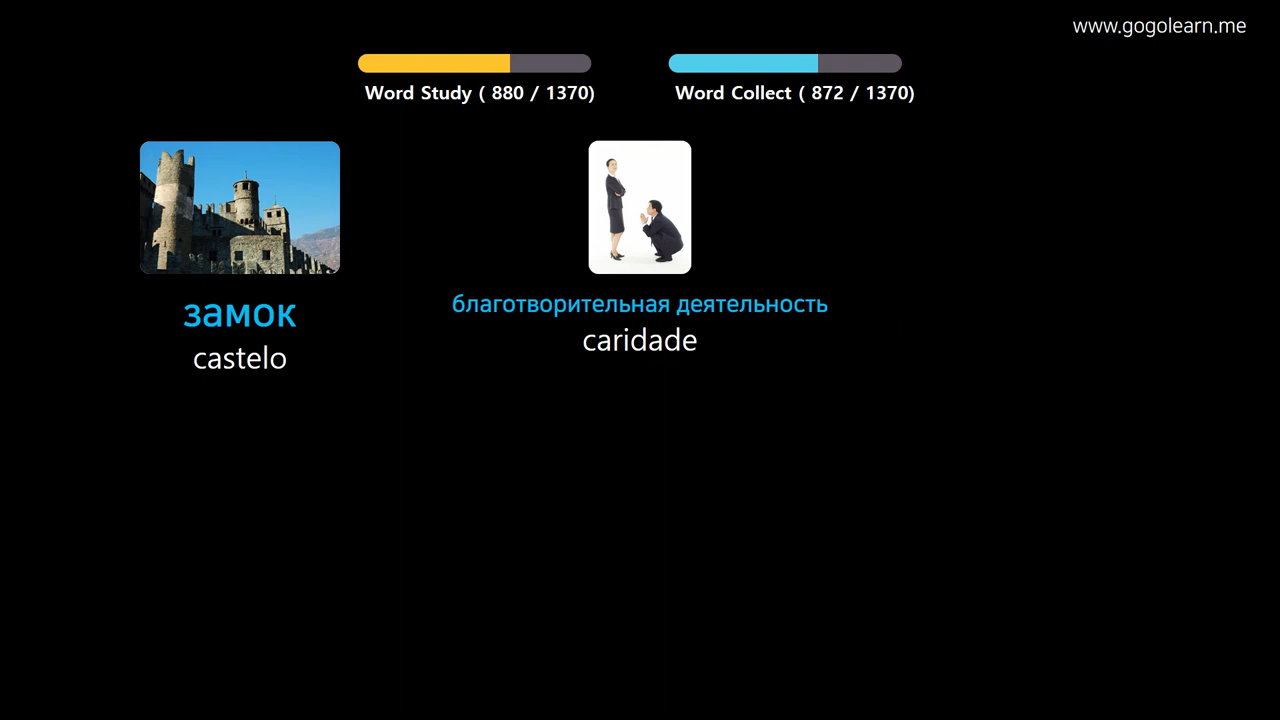 www.gogolearn.me
Word Study ( 880 / 1370)
Word Collect ( 872 / 1370)
замок
castelo
благотворительная деятельность
caridade